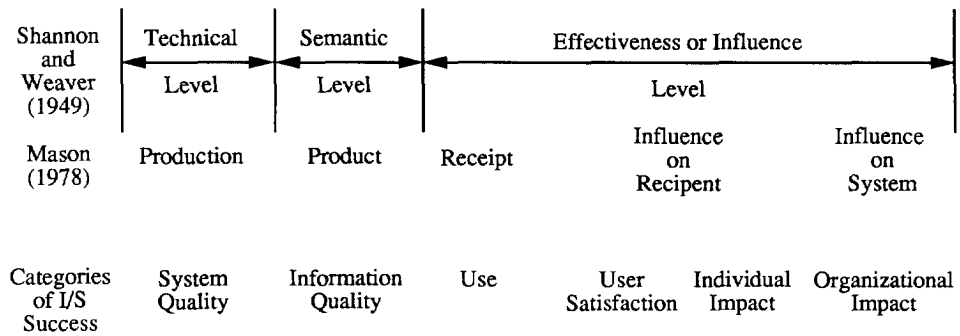 Shannon and Weaver (1949)
Technical Level
Semantic Level
Effectiveness or Influence Level
Mason (1978)
Production
Product
Receipt
Influence on Recipent
Influence on System
Categories of I/S Success
System Quality
Information Quality
Use
User Satisfaction
Individual Impact
Organizational Impact